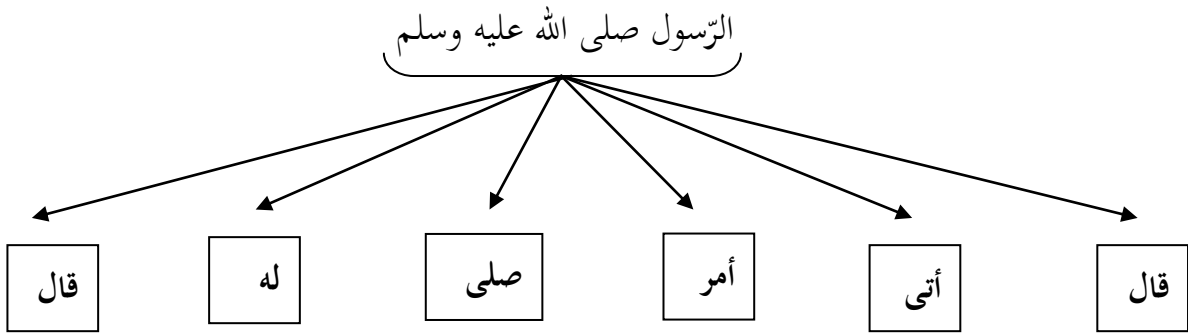 الرّسول صلى الله عليه وسلم
قال أتى أمر صلى له قال